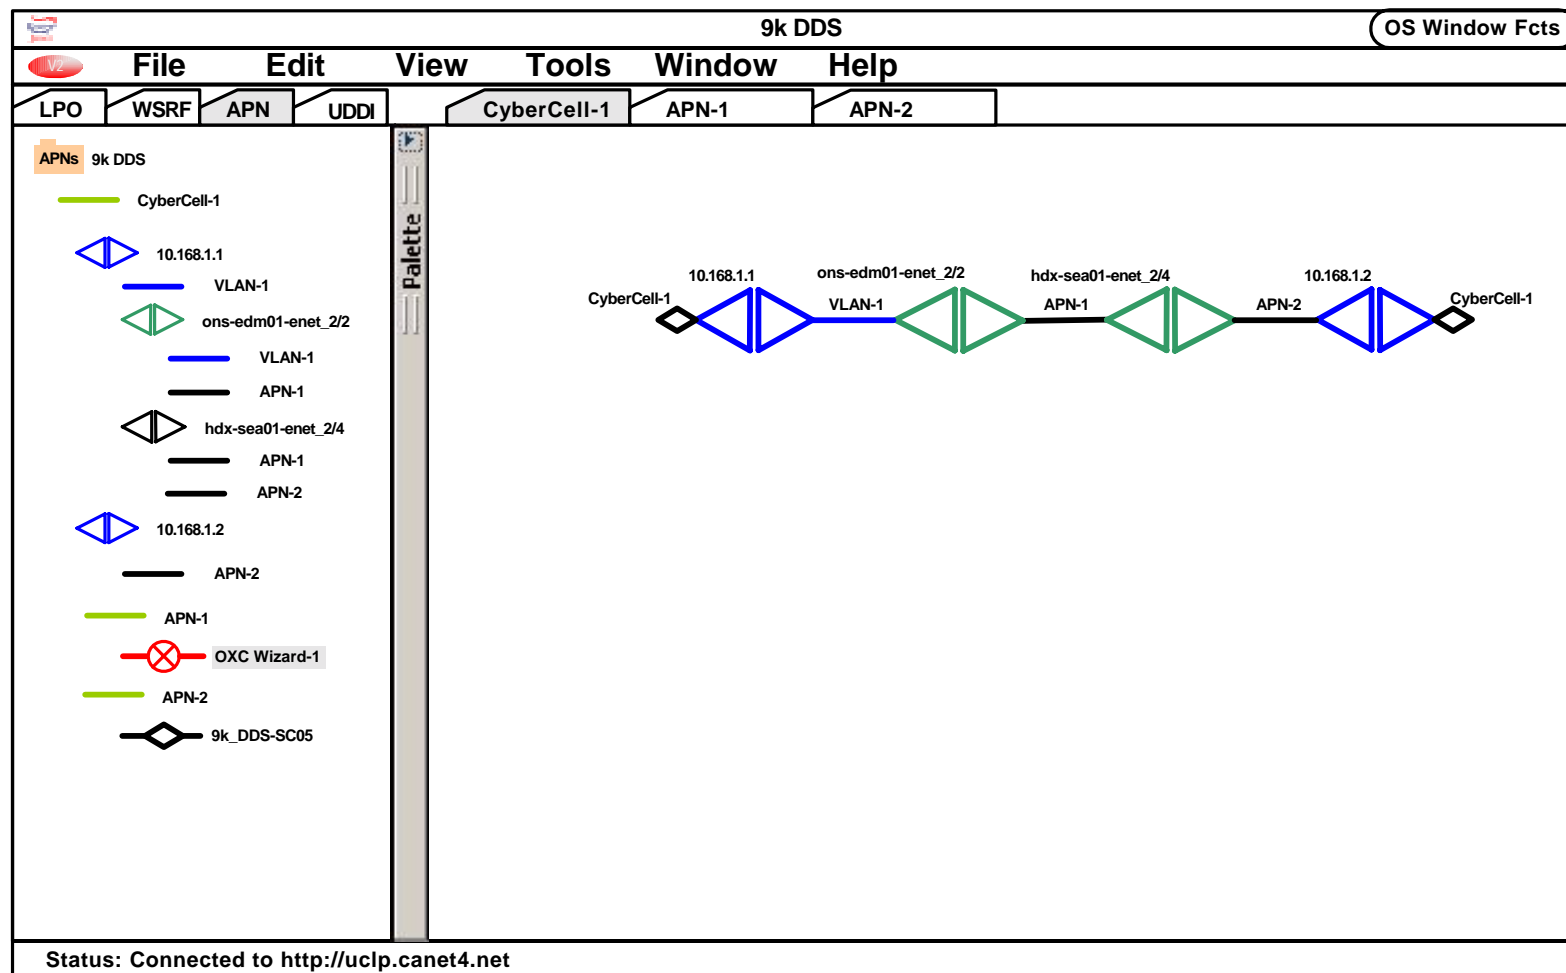 9k DDS
OS Window Fcts
V2
File Edit View Tools Window Help
LPO WSRF APN UDDI CyberCell-1 APN-1 APN-2
APNs 9k DDS
CyberCell-1
10.168.1.1
VLAN-1
ons-edm01-enet_2/2
VLAN-1
APN-1
hdx-sea01-enet_2/4
APN-1
APN-2
10.168.1.2
APN-2
APN-1
OXC Wizard-1
APN-2
9k_DDS-SC05
Palette
10.168.1.1 ons-edm01-enet_2/2 hdx-sea01-enet_2/4 10.168.1.2
CyberCell-1 VLAN-1 APN-1 APN-2 CyberCell-1
Status: Connected to http://uclp.canet4.net